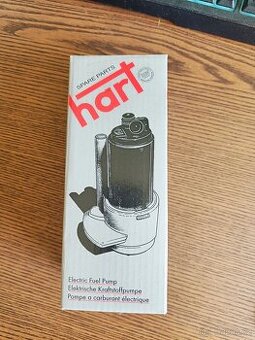 SPARE PARTS
hart
Electric Fuel Pump
Elektrische Kraftstoffpumpe
Pompe a carburant électrique